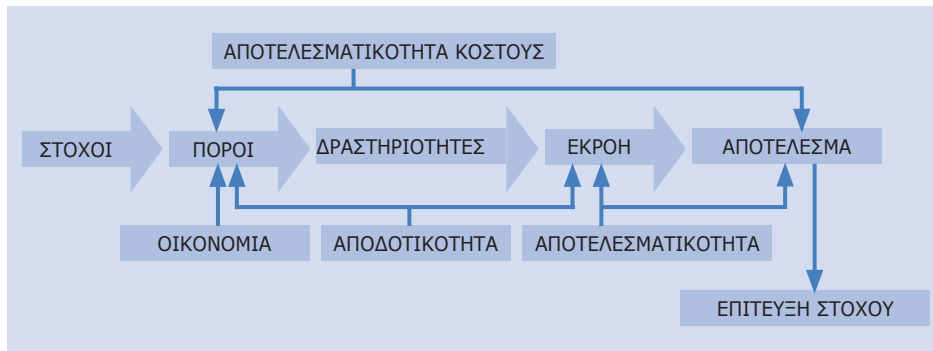 ΑΠΟΤΕΛΕΣΜΑΤΙΚΟΤΗΤΑ ΚΟΣΤΟΥΣ
ΣΤΟΧΟΙ
ΠΟΡΟΙ
ΔΡΑΣΤΗΡΙΟΤΗΤΕΣ
ΕΚΡΟΗ
ΑΠΟΤΕΛΕΣΜΑ
ΟΙΚΟΝΟΜΙΑ
ΑΠΟΔΟΤΙΚΟΤΗΤΑ
ΑΠΟΤΕΛΕΣΜΑΤΙΚΟΤΗΤΑ
ΕΠΙΤΕΥΞΗ ΣΤΟΧΟΥ